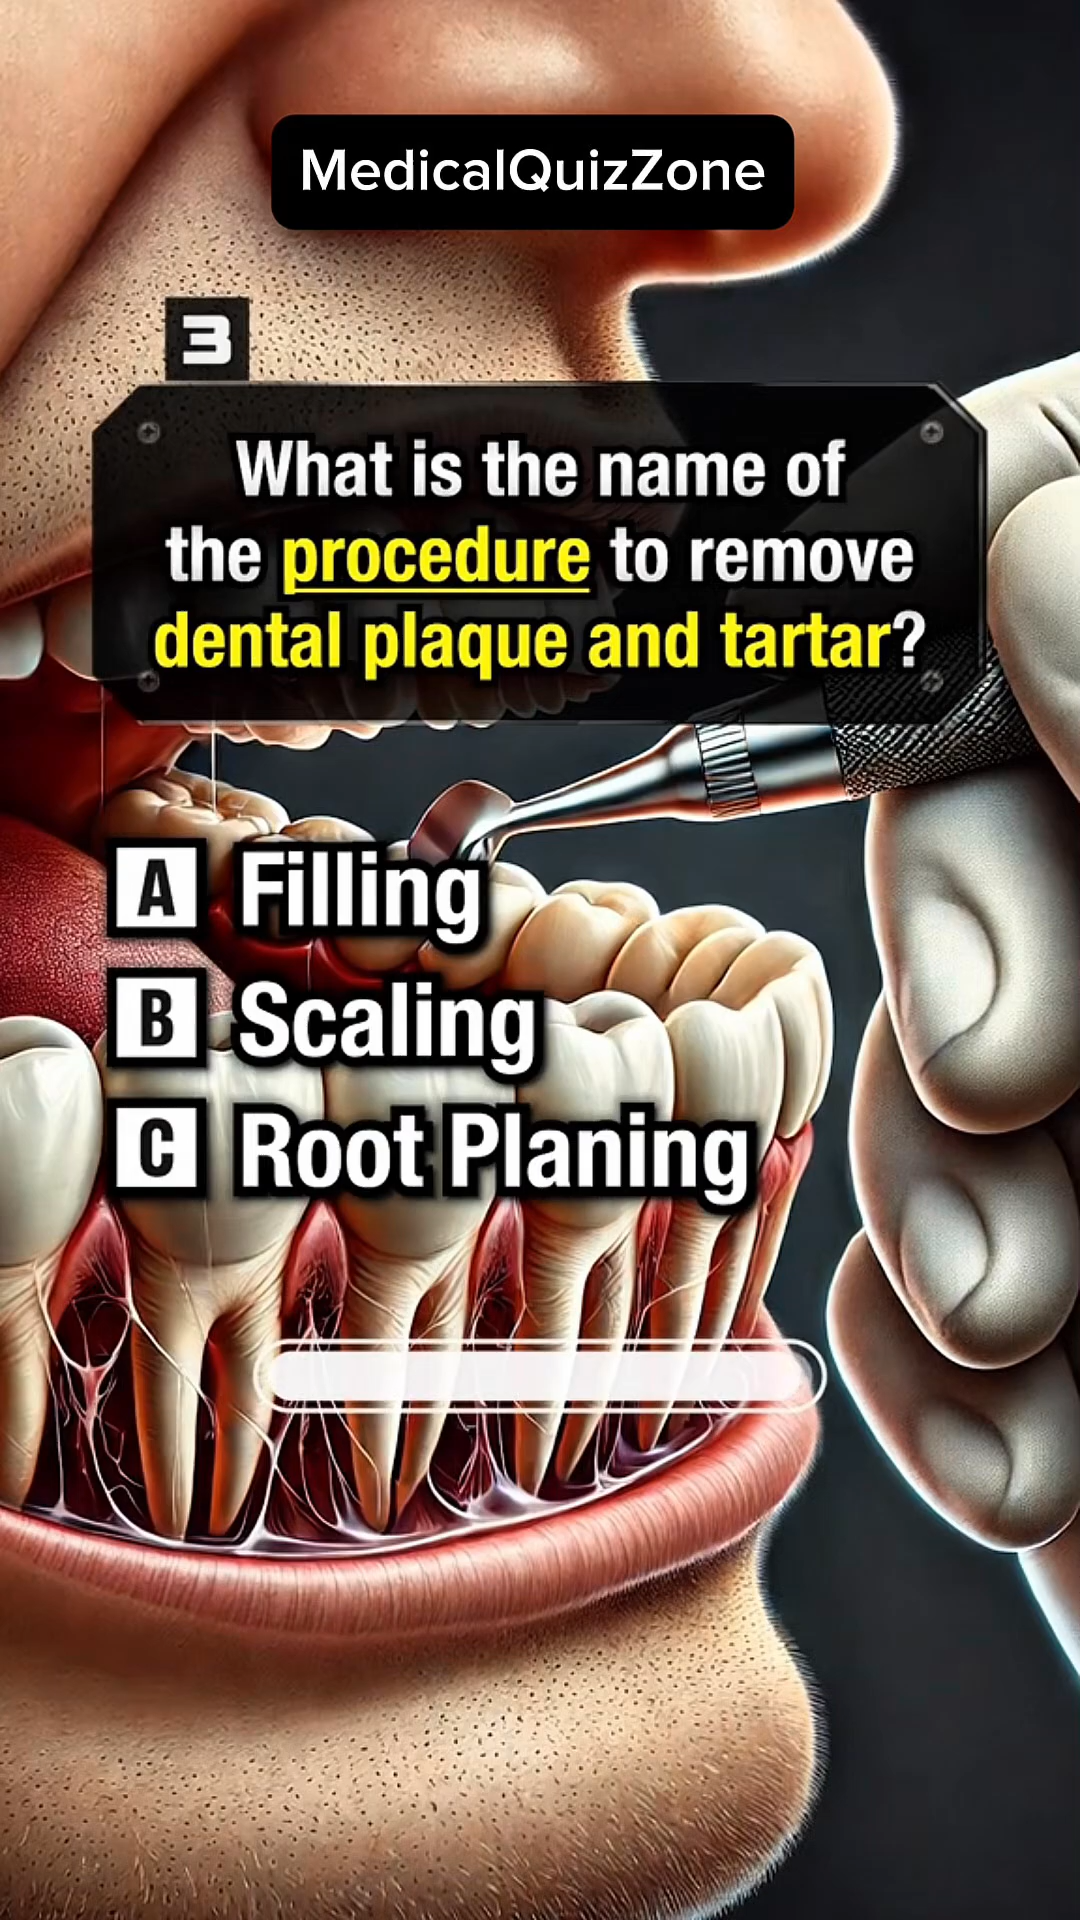 MedicalQuizZone
3
What is the name of
the procedure to remove
dental plaque and tartar?
A Filling
B Scaling
C Root Planing